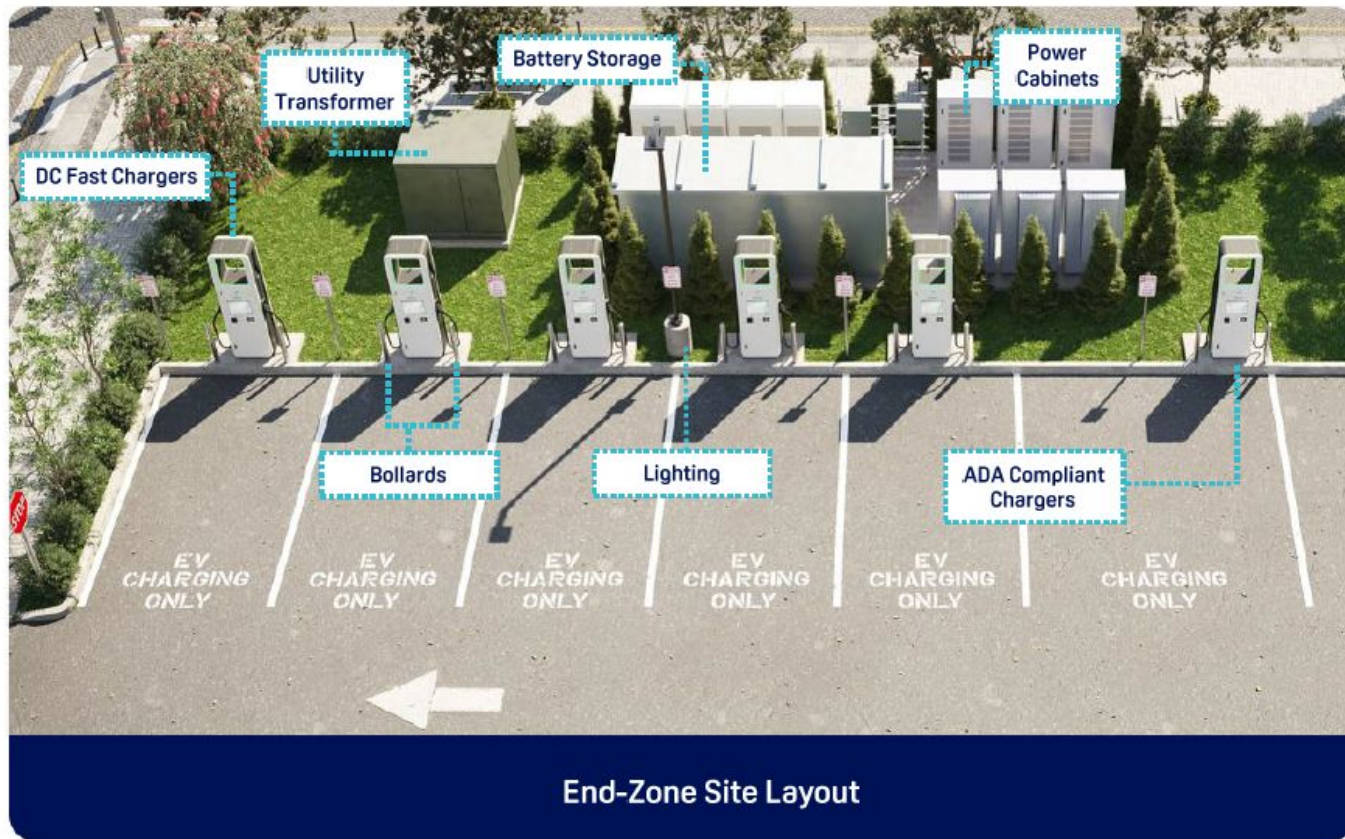 Utility
Transformer
Battery Storage
Power
Cabinets
DC Fast Chargers
Bollards
Lighting
ADA Compliant
Chargers
EV
CHARGING
ONLY
EV
CHARGING
ONLY
EV
CHARGING
ONLY
EV
CHARGING
ONLY
EV
CHARGING
ONLY
EV
CHARGING
ONLY
STOP
End-Zone Site Layout